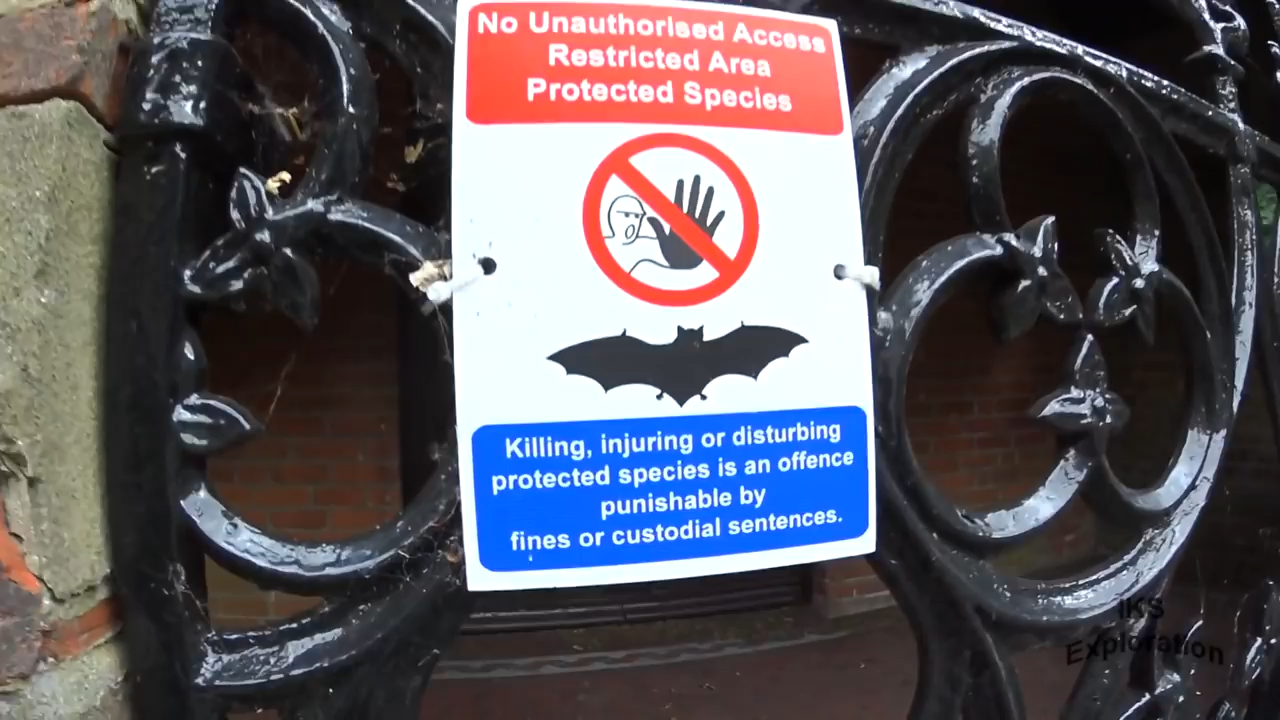 No Unauthorised Access
Restricted Area
Protected Species
Killing, injuring or disturbing
protected species is an offence
punishable by
fines or custodial sentences.
IKS
Exploration